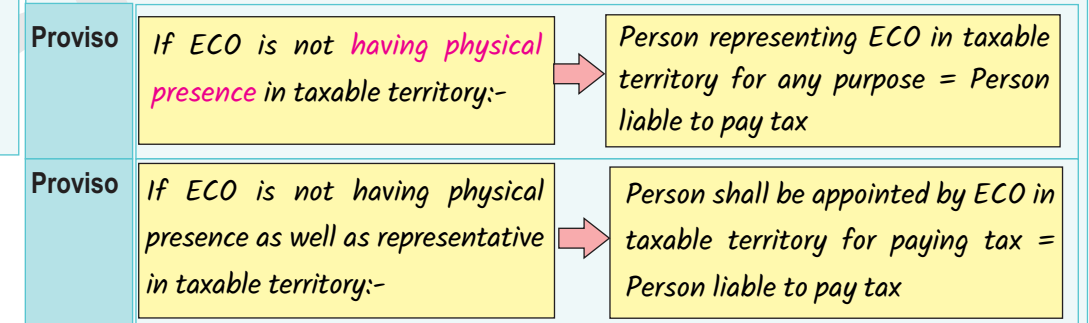 Proviso
If ECO is not having physical
presence in taxable territory:-
Person representing ECO in taxable
territory for any purpose = Person
liable to pay tax
Proviso
If ECO is not having physical
presence as well as representative
in taxable territory:-
Person shall be appointed by ECO in
taxable territory for paying tax =
Person liable to pay tax